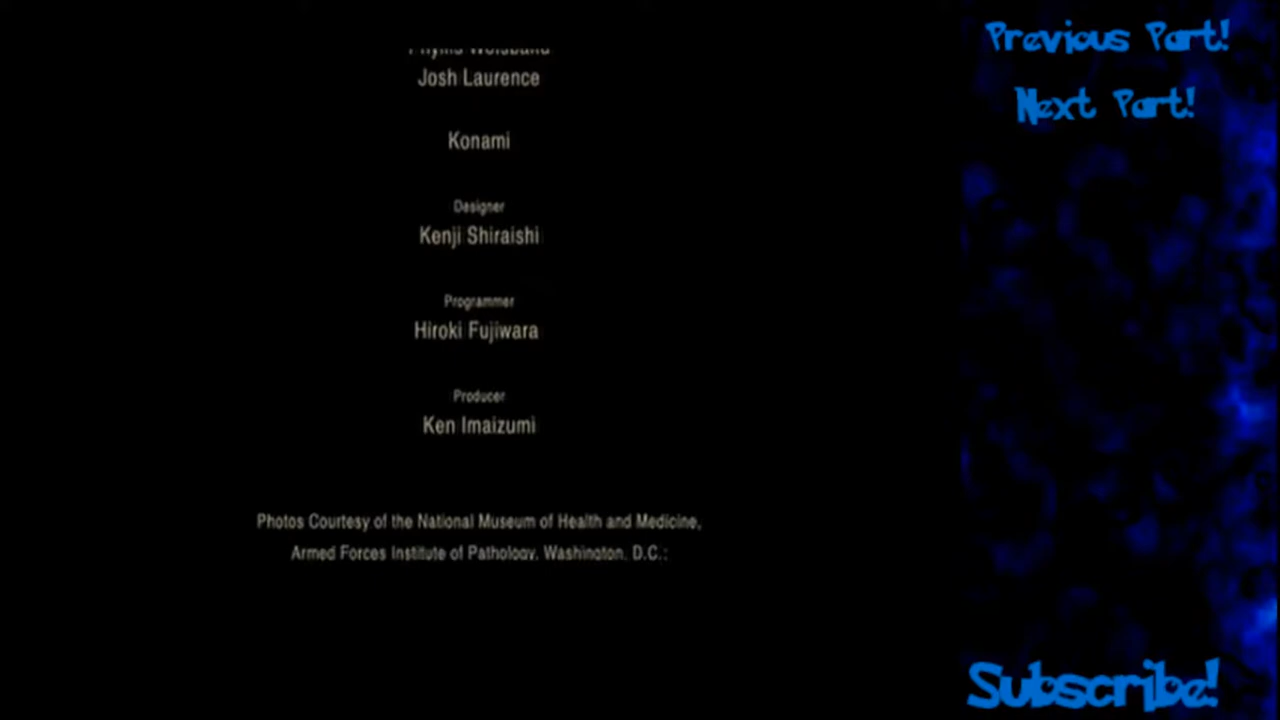 Josh Laurence
Konami
Designer
Kenji Shiraishi
Programmer
Hiroki Fujiwara
Producer
Ken Imaizumi
Photos Courtesy of the National Museum of Health and Medicine,
Armed Forces Institute of Pathology, Washington, D.C.:
Previous Part!
Next Part!
Subscribe!